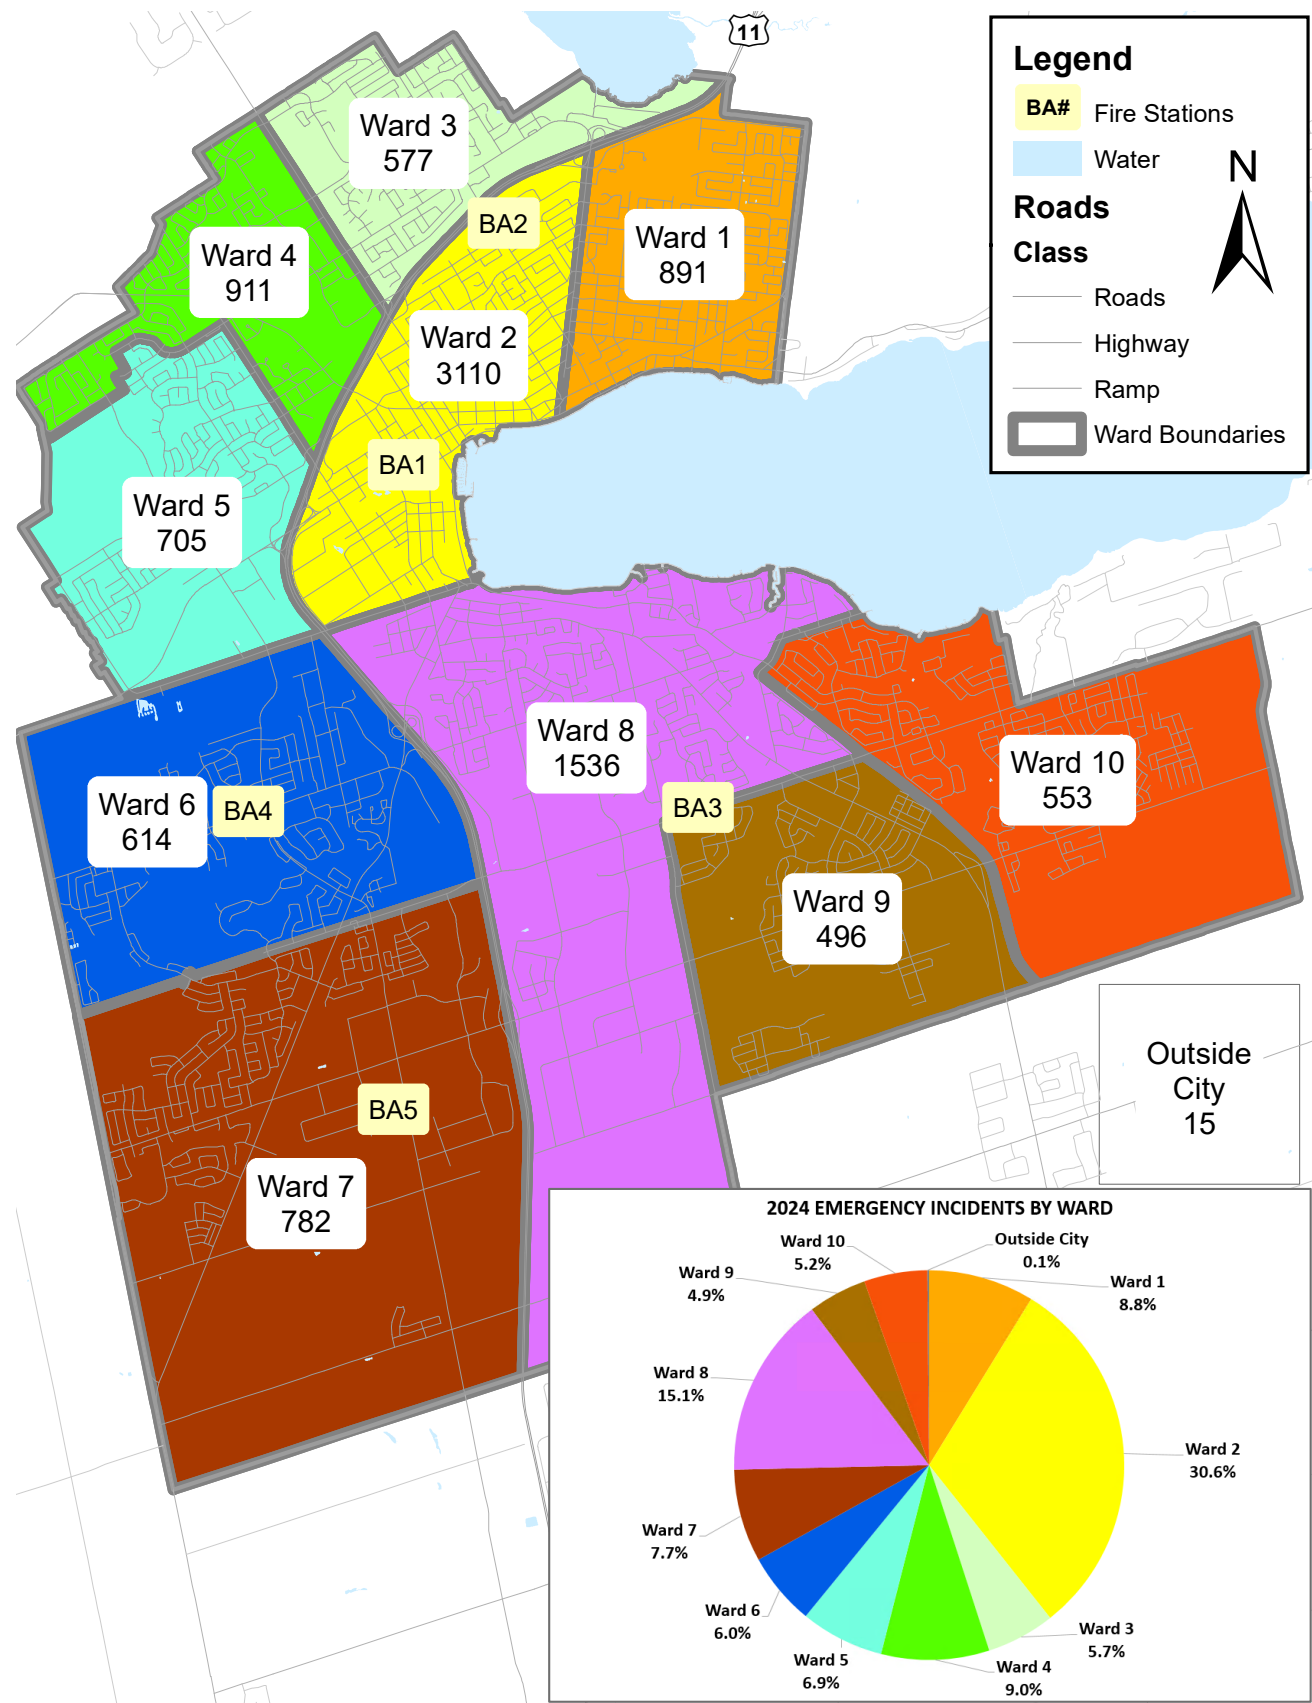 11
Legend
BA# Fire Stations
Water
N
Roads
Class
Roads
Highway
Ramp
Ward Boundaries
Ward 3
577
BA2
Ward 1
891
Ward 4
911
Ward 2
3110
BA1
Ward 5
705
Ward 8
1536
Ward 10
553
Ward 6
614
BA4
BA3
Ward 9
496
Outside
City
15
BA5
Ward 7
782
2024 EMERGENCY INCIDENTS BY WARD
Outside City
0.1%
Ward 1
8.8%
Ward 2
30.6%
Ward 3
5.7%
Ward 4
9.0%
Ward 5
6.9%
Ward 6
6.0%
Ward 7
7.7%
Ward 8
15.1%
Ward 9
4.9%
Ward 10
5.2%